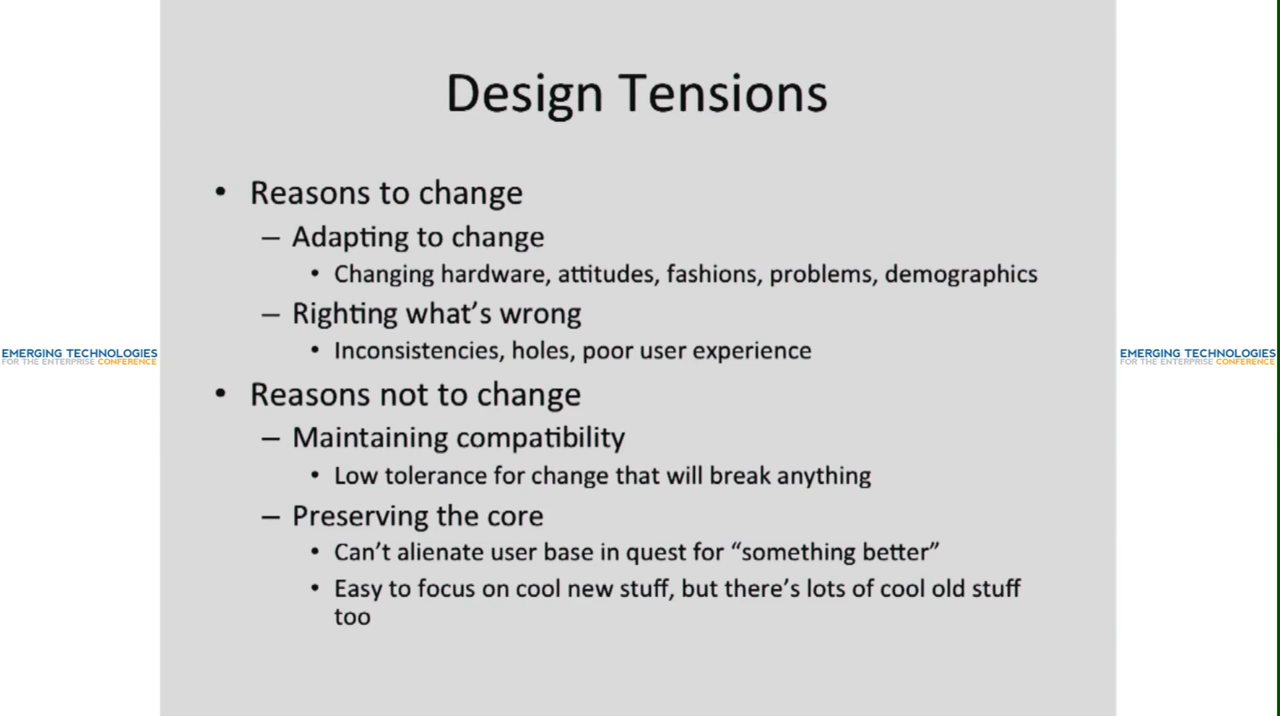 Design Tensions
• Reasons to change
– Adapting to change
• Changing hardware, attitudes, fashions, problems, demographics
– Righting what’s wrong
• Inconsistencies, holes, poor user experience
EMERGING TECHNOLOGIES
FOR THE ENTERPRISE CONFERENCE
EMERGING TECHNOLOGIES
FOR THE ENTERPRISE CONFERENCE
• Reasons not to change
– Maintaining compatibility
• Low tolerance for change that will break anything
– Preserving the core
• Can’t alienate user base in quest for “something better”
• Easy to focus on cool new stuff, but there’s lots of cool old stuff
too